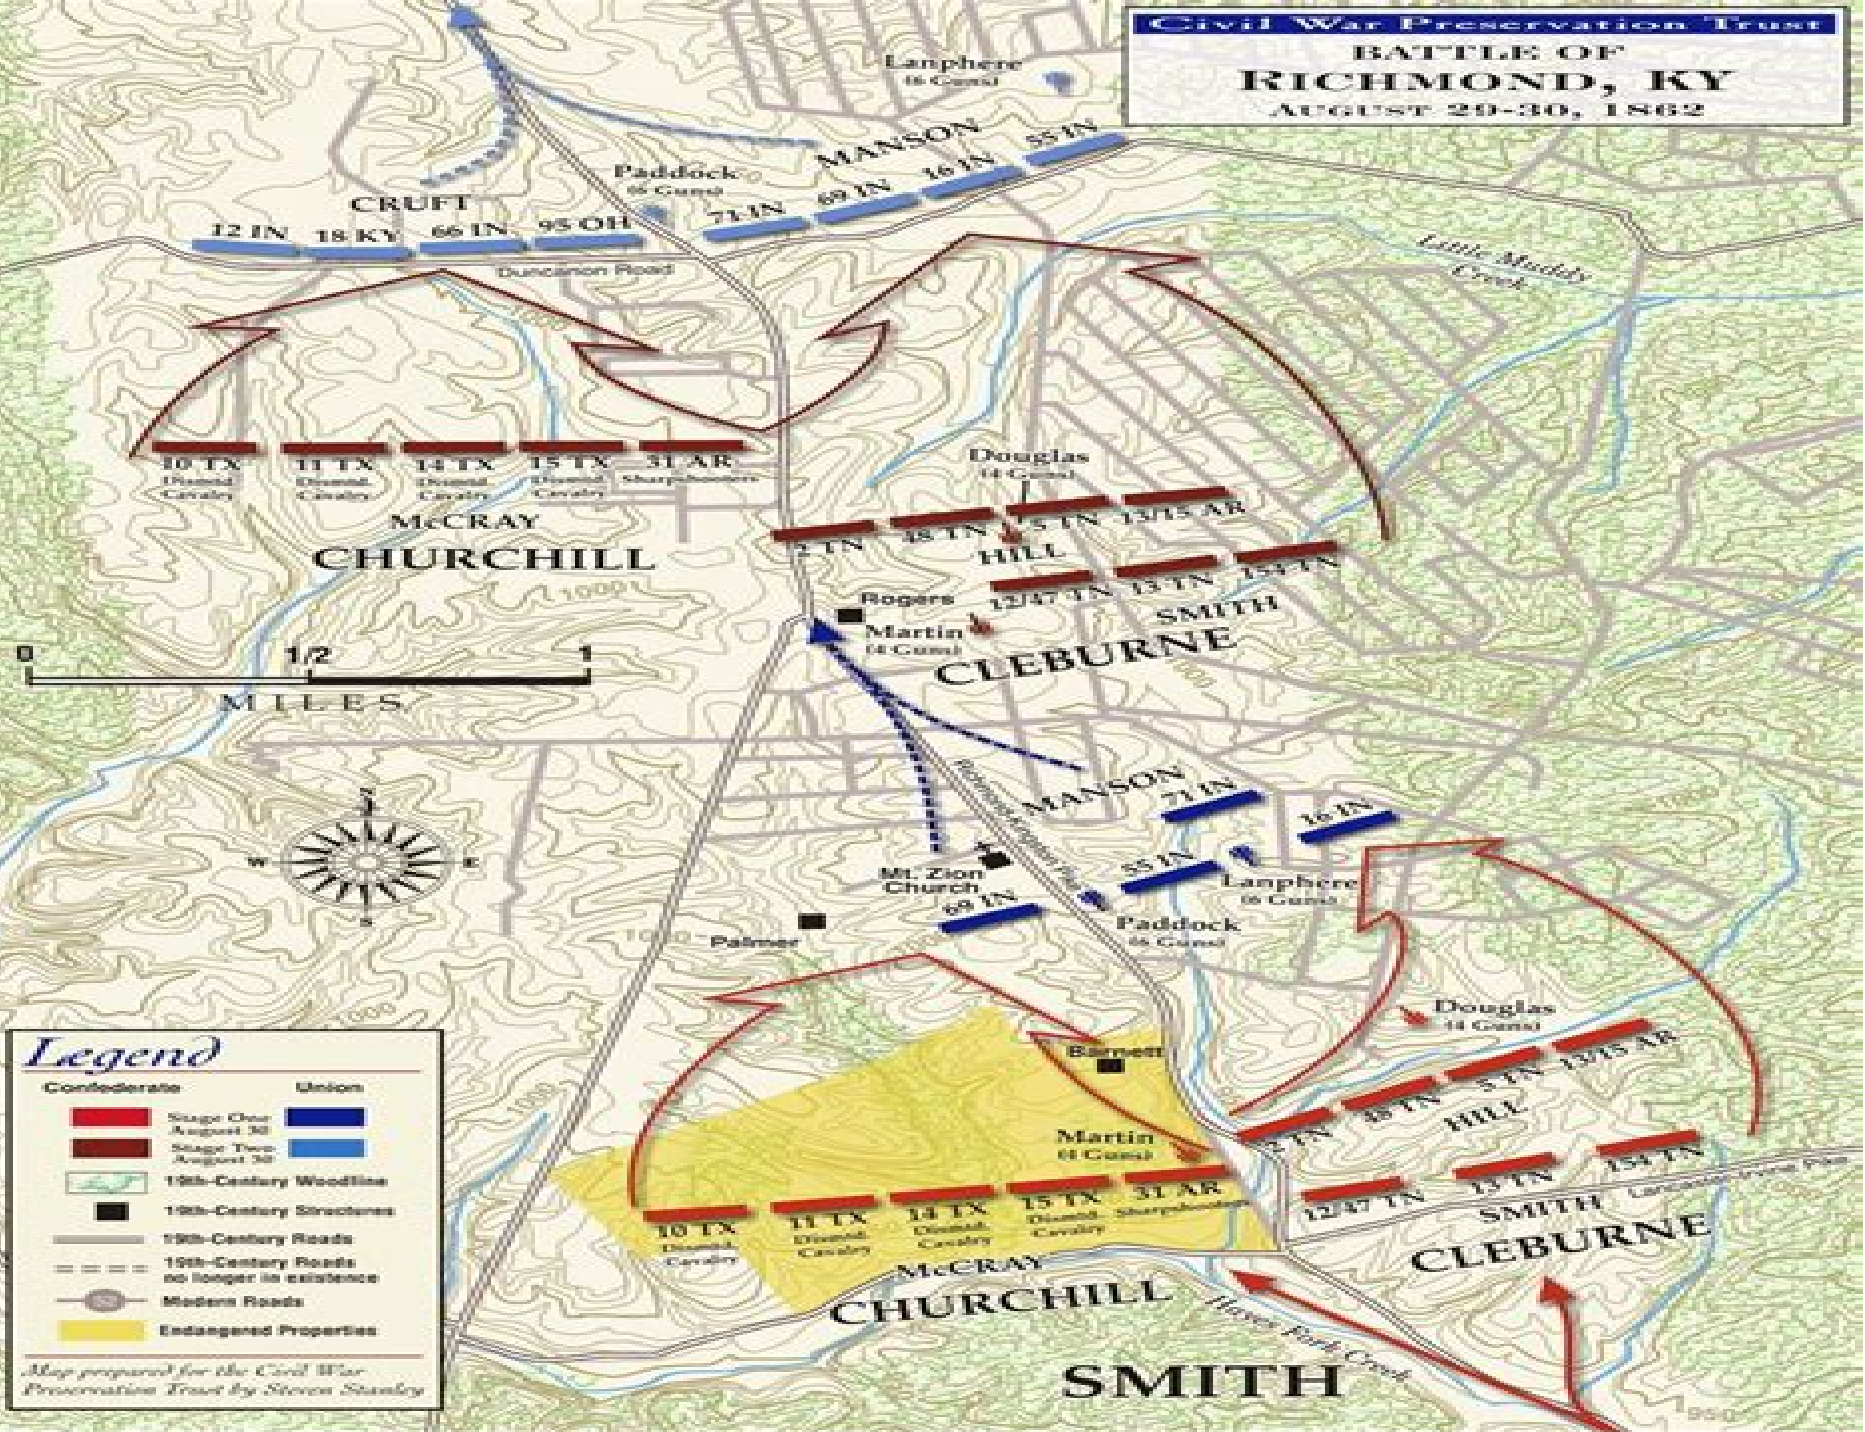 Civil War Preservation Trust
BATTLE OF
RICHMOND, KY
AUGUST 29-30, 1862
Lanphere
(6 Guns)
MANSON
55 IN
16 IN
69 IN
71 IN
Paddock
(6 Guns)
CRUFT
12 IN
18 KY
66 IN
95 OH
Duncanon Road
Little Muddy
Creek
10 TX
Dismtd.
Cavalry
11 TX
Dismtd.
Cavalry
14 TX
Dismtd.
Cavalry
15 TX
Dismtd.
Cavalry
31 AR
Sharpshooters
McCRAY
CHURCHILL
Douglas
(4 Guns)
2 TN
48 TN
5 TN
13/15 AR
HILL
12/47 TN
13 TN
154 TN
SMITH
CLEBURNE
Rogers
Martin
(4 Guns)
1000
0
1/2
1
MILES
N
W
E
S
MANSON
71 IN
16 IN
55 IN
69 IN
Mt. Zion
Church
Lanphere
(6 Guns)
Paddock
(6 Guns)
Palmer
Barnett
Martin
(4 Guns)
Douglas
(4 Guns)
2 TN
48 TN
5 TN
13/15 AR
HILL
12/47 TN
13 TN
154 TN
SMITH
CLEBURNE
10 TX
Dismtd.
Cavalry
11 TX
Dismtd.
Cavalry
14 TX
Dismtd.
Cavalry
15 TX
Dismtd.
Cavalry
31 AR
Sharpshooters
McCRAY
CHURCHILL
Hays Fork Creek
SMITH
950
Legend
Confederate
Union
Stage One
August 30
Stage Two
August 30
19th-Century Woodline
19th-Century Structures
19th-Century Roads
19th-Century Roads
no longer in existence
Modern Roads
Endangered Properties
Map prepared for the Civil War
Preservation Trust by Steven Stanley